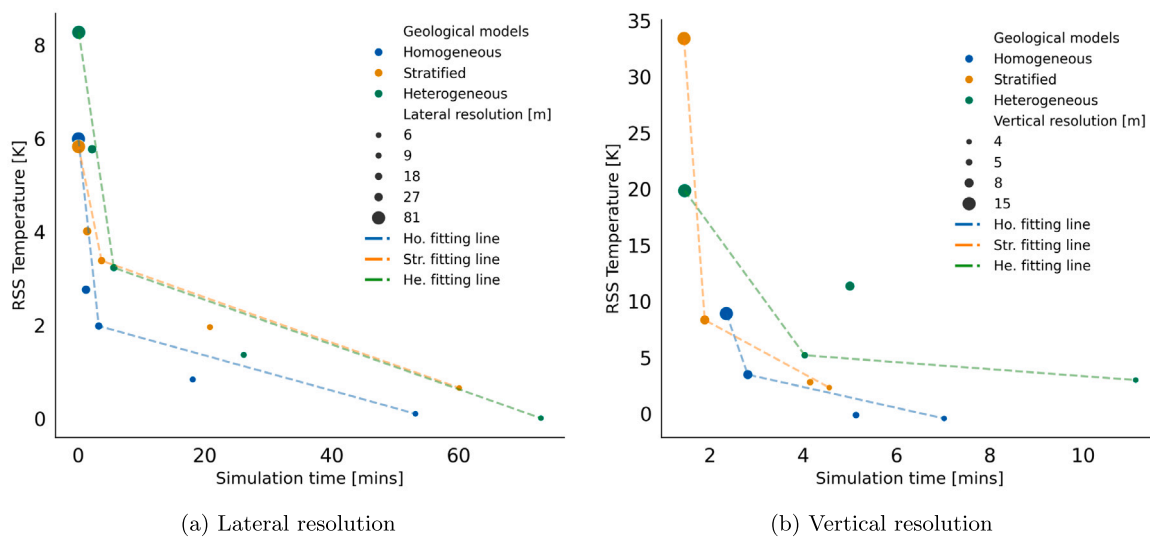 8
6
4
2
0
RSS Temperature [K]
0
20
40
60
Simulation time [mins]
Geological models
Homogeneous
Stratified
Heterogeneous
Lateral resolution [m]
6
9
18
27
81
Ho. fitting line
Str. fitting line
He. fitting line
(a) Lateral resolution
35
30
25
20
15
10
5
0
RSS Temperature [K]
2
4
6
8
10
Simulation time [mins]
Geological models
Homogeneous
Stratified
Heterogeneous
Vertical resolution [m]
4
5
8
15
Ho. fitting line
Str. fitting line
He. fitting line
(b) Vertical resolution